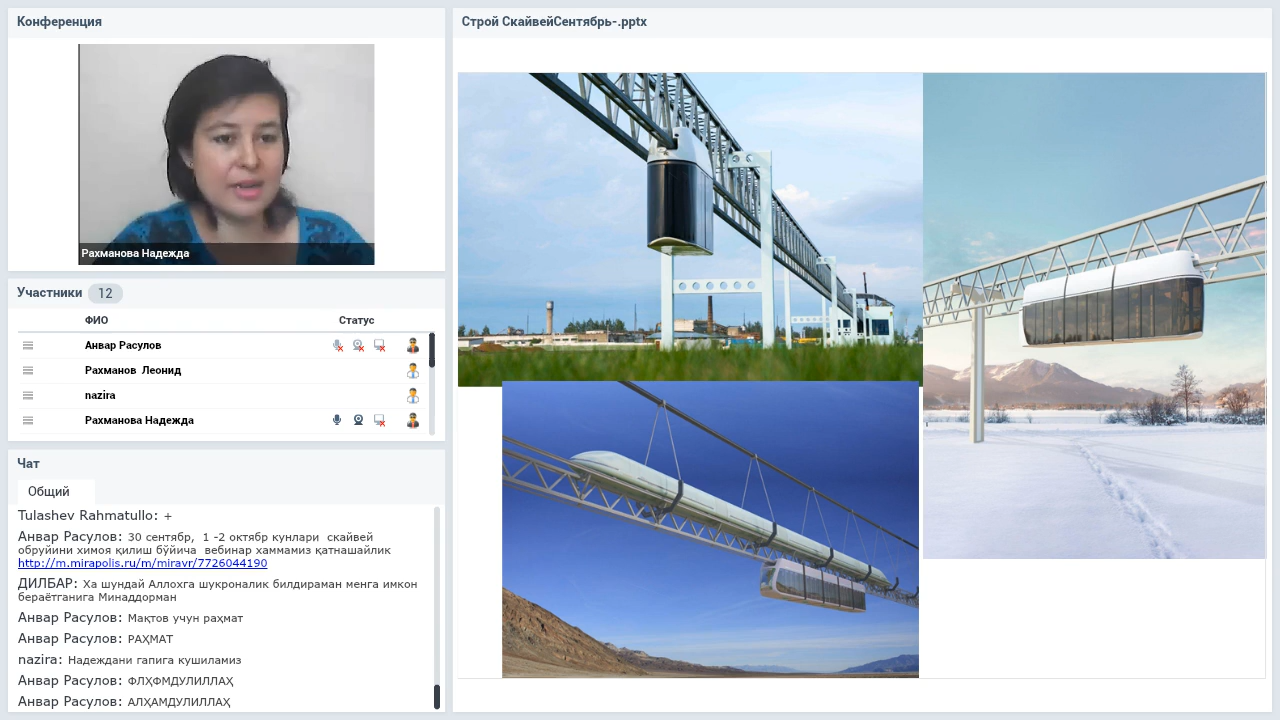 Конференция
Рахманова Надежда
Участники 12
ФИО Статус
Анвар Расулов
Рахманов Леонид
nazira
Рахманова Надежда
Чат
Общий
Tulashev Rahmatullo: +
Анвар Расулов: 30 сентябр, 1 -2 октябр кунлари скайвей
обруйини химоя қилиш бўйича вебинар хаммамиз қатнашайлик
http://m.mirapolis.ru/m/miravr/7726044190
ДИЛБАР: Ха шундай Аллохга шукроналик билдираман менга имкон
бераётганига Минаддорман
Анвар Расулов: Мақтов учун раҳмат
Анвар Расулов: РАҲМАТ
nazira: Надеждани гапига кушиламиз
Анвар Расулов: ФЛҲФМДУЛИЛЛАҲ
Анвар Расулов: АЛҲАМДУЛИЛЛАҲ
Строй СкайвейСентябрь-.pptx